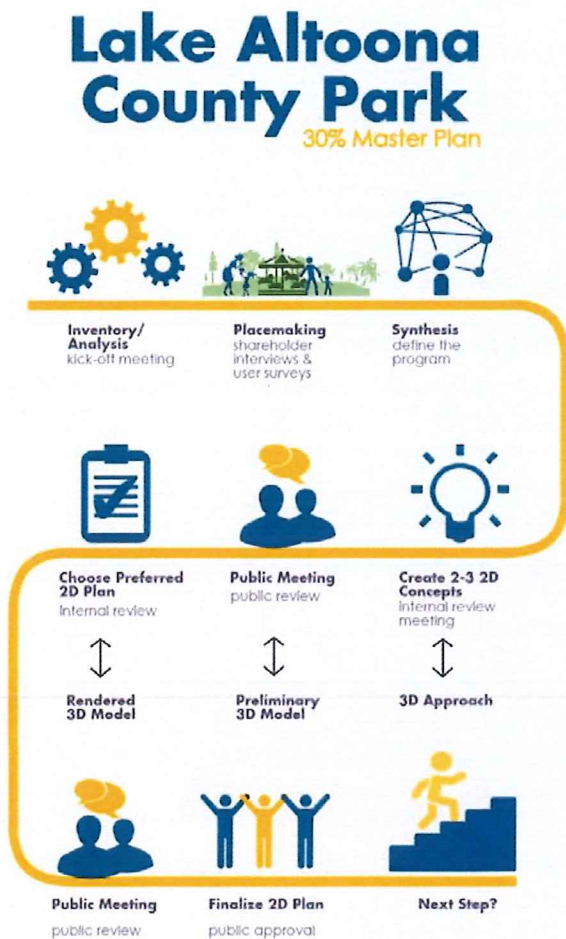 Lake Altoona
County Park
30% Master Plan
Inventory/
Analysis
kick-off meeting
Placemaking
shareholder
interviews &
user surveys
Synthesis
define the
program
Choose Preferred
2D Plan
Internal review
Public Meeting
public review
Create 2-3 2D
Concepts
Internal review
meeting
Rendered
3D Model
Preliminary
3D Model
3D Approach
Public Meeting
public review
Finalize 2D Plan
public approval
Next Step?